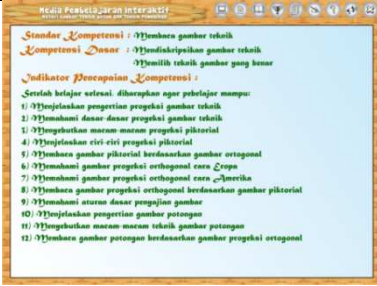 Media Pembelajaran Interaktif
Standar Kompetensi : Membaca gambar teknik
Kompetensi Dasar : Mendiskripsikan gambar teknik
Memilih teknik gambar yang benar
Indikator Pencapaian Kompetensi :
Setelah belajar selesai, diharapkan agar pebelajar mampu:
1) Menjelaskan pengertian proyeksi gambar teknik
2) Memahami dasar-dasar proyeksi gambar teknik
3) Menyebutkan macam-macam proyeksi piktorial
4) Menjelaskan ciri-ciri proyeksi piktorial
5) Membaca gambar piktorial berdasarkan gambar ortogonal
6) Memahami gambar proyeksi orthogonal cara Eropa
7) Memahami gambar proyeksi orthogonal cara Amerika
8) Membaca gambar proyeksi orthogonal berdasarkan gambar piktorial
9) Memahami aturan dasar penyajian gambar
10) Menjelaskan pengertian gambar potongan
11) Menyebutkan macam-macam teknik gambar potongan
12) Membaca gambar potongan berdasarkan gambar proyeksi ortogonal